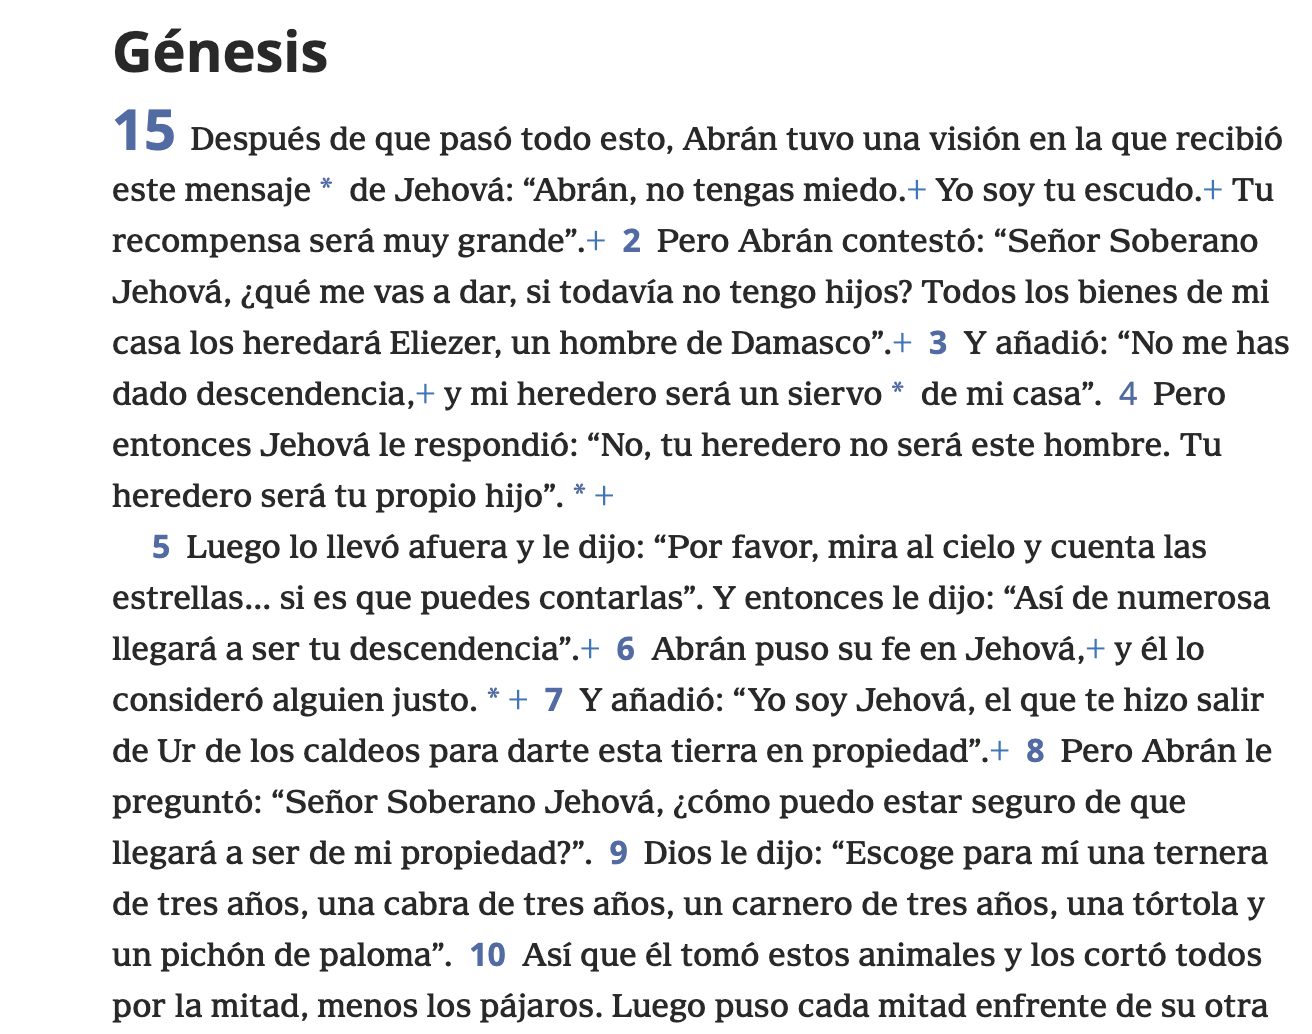 Génesis
15 Después de que pasó todo esto, Abrán tuvo una visión en la que recibió
este mensaje * de Jehová: “Abrán, no tengas miedo.+ Yo soy tu escudo.+ Tu
recompensa será muy grande”.+ 2 Pero Abrán contestó: “Señor Soberano
Jehová, ¿qué me vas a dar, si todavía no tengo hijos? Todos los bienes de mi
casa los heredará Eliezer, un hombre de Damasco”.+ 3 Y añadió: “No me has
dado descendencia,+ y mi heredero será un siervo * de mi casa”. 4 Pero
entonces Jehová le respondió: “No, tu heredero no será este hombre. Tu
heredero será tu propio hijo”. * +
5 Luego lo llevó afuera y le dijo: “Por favor, mira al cielo y cuenta las
estrellas... si es que puedes contarlas”. Y entonces le dijo: “Así de numerosa
llegará a ser tu descendencia”.+ 6 Abrán puso su fe en Jehová,+ y él lo
consideró alguien justo. * + 7 Y añadió: “Yo soy Jehová, el que te hizo salir
de Ur de los caldeos para darte esta tierra en propiedad”.+ 8 Pero Abrán le
preguntó: “Señor Soberano Jehová, ¿cómo puedo estar seguro de que
llegará a ser de mi propiedad?”. 9 Dios le dijo: “Escoge para mí una ternera
de tres años, una cabra de tres años, un carnero de tres años, una tórtola y
un pichón de paloma”. 10 Así que él tomó estos animales y los cortó todos
por la mitad, menos los pájaros. Luego puso cada mitad enfrente de su otra